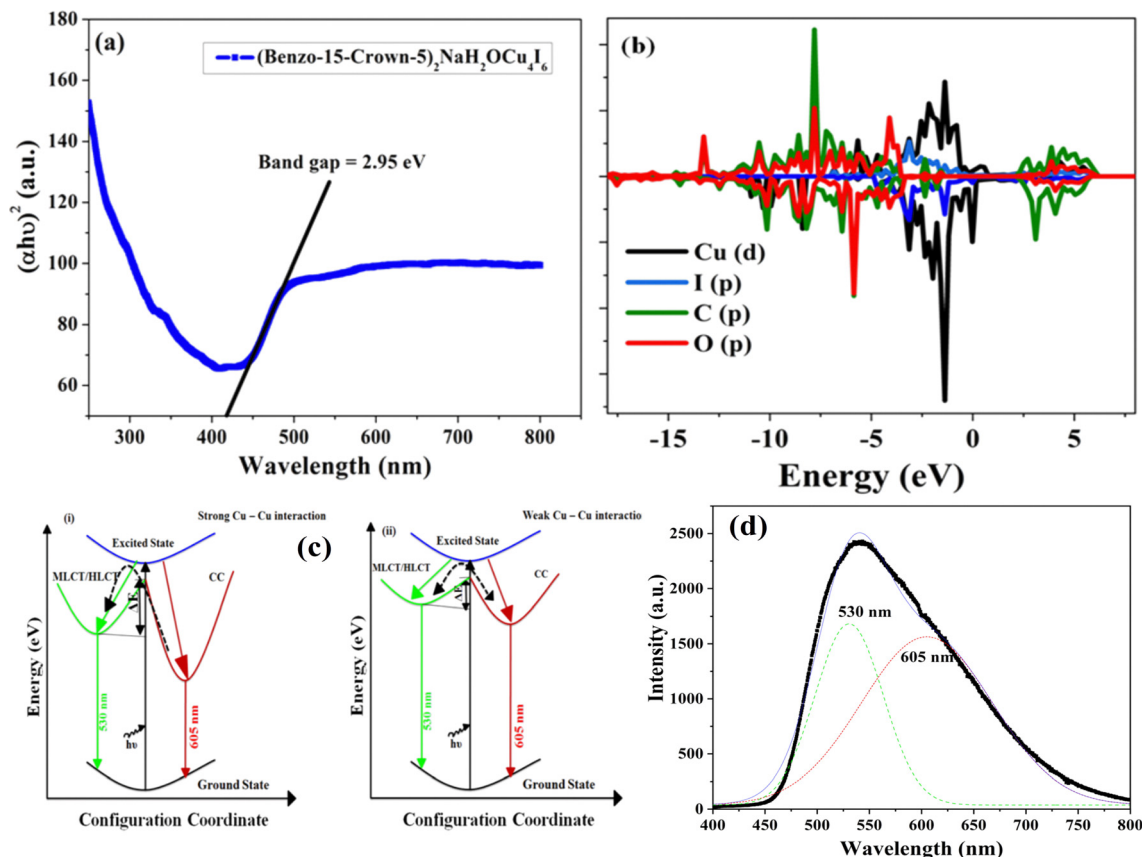 (a)
(Benzo-15-Crown-5)₂NaH₂OCu₄I₆
Band gap = 2.95 eV
180
160
140
120
100
80
60
(αhυ)² (a.u.)
300 400 500 600 700 800
Wavelength (nm)
(b)
Cu (d)
I (p)
C (p)
O (p)
-15 -10 -5 0 5
Energy (eV)
(c)
(i)
Strong Cu – Cu interaction
Excited State
MLCT/HLCT
CC
ΔE
530 nm
hυ
605 nm
Ground State
Energy (eV)
Configuration Coordinate
(ii)
Weak Cu – Cu interactio
Excited State
MLCT/HLCT
CC
ΔE
530 nm
hυ
605 nm
Ground State
Energy (eV)
Configuration Coordinate
(d)
2500
2000
1500
1000
500
0
Intensity (a.u.)
530 nm
605 nm
400 450 500 550 600 650 700 750 800
Wavelength (nm)